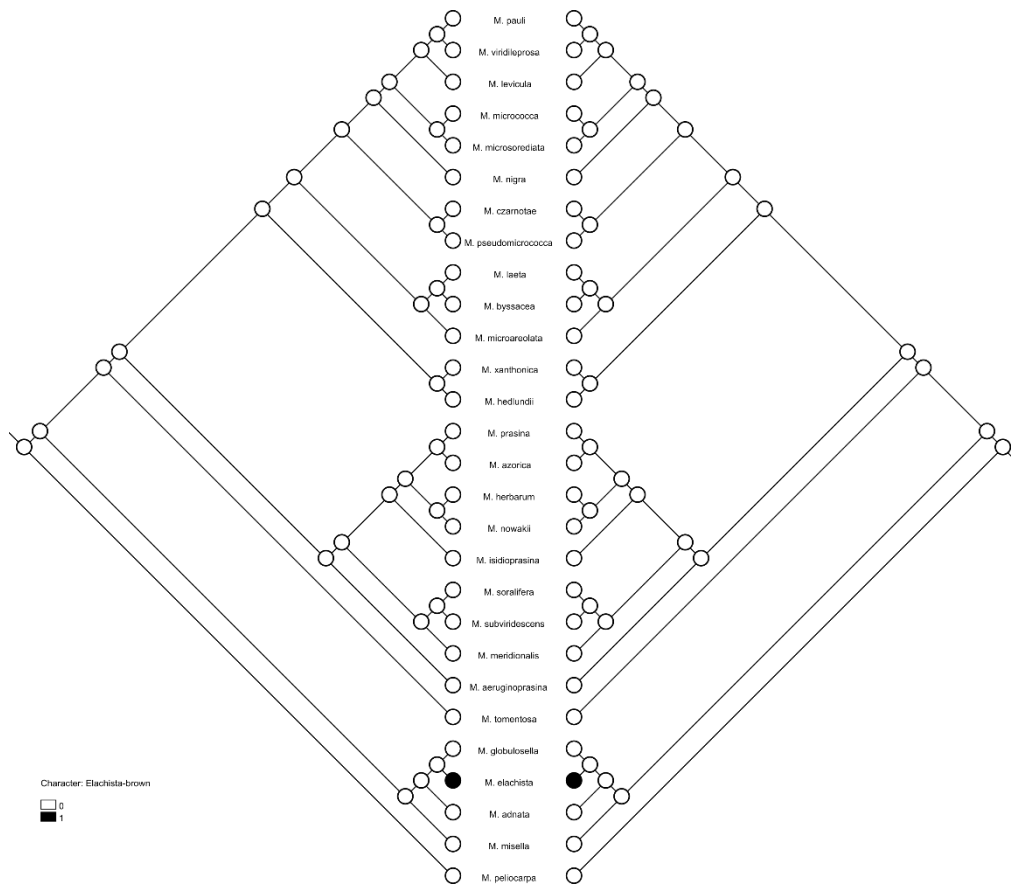 M. pauli
M. viridileprosa
M. levicula
M. micrococca
M. microsorediata
M. nigra
M. czarnotae
M. pseudomicrococca
M. laeta
M. byssacea
M. microareolata
M. xanthonica
M. hedlundii
M. prasina
M. azorica
M. herbarum
M. nowakii
M. isidioprasina
M. soralifera
M. subviridescens
M. meridionalis
M. aeruginoprasina
M. tomentosa
M. globulosella
M. elachista
M. adnata
M. misella
M. peliocarpa
Character: Elachista-brown
0
1